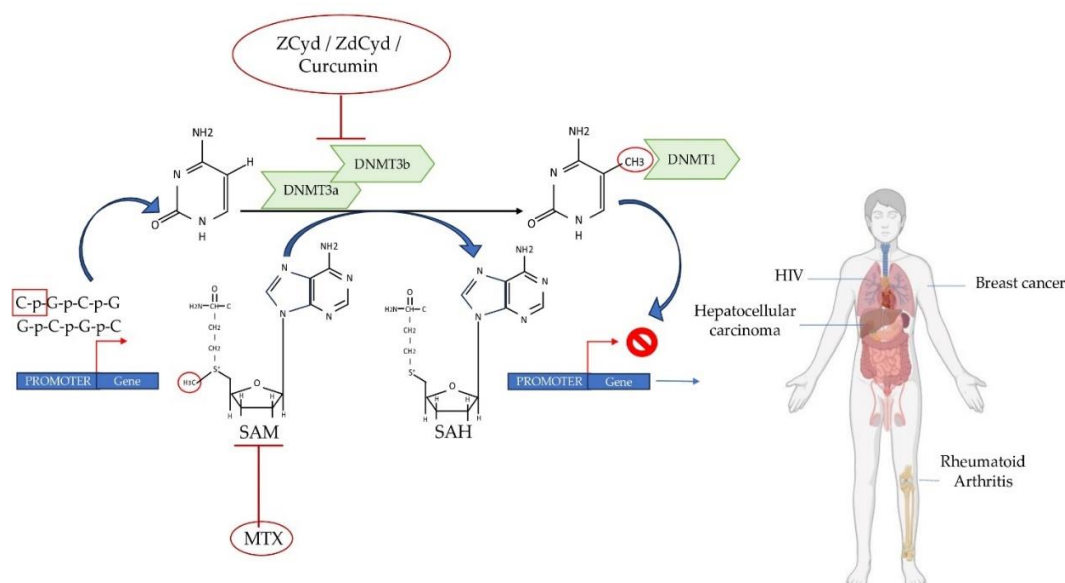 ZCyd / ZdCyd /
Curcumin
NH2
H
N
O
N
H
DNMT3b
DNMT3a
NH2
CH3
DNMT1
N
O
N
H
C-p-G-p-C-p-G
G-p-C-p-G-p-C
PROMOTER Gene
NH2
N
N
N
N
O
H2N—CH—C
CH2
CH2
S+
H3C
O
H H
H H
SAM
NH2
N
N
N
N
O
H2N—CH—C
CH2
CH2
S
O
H H
H H
SAH
PROMOTER Gene
MTX
HIV
Breast cancer
Hepatocellular
carcinoma
Rheumatoid
Arthritis